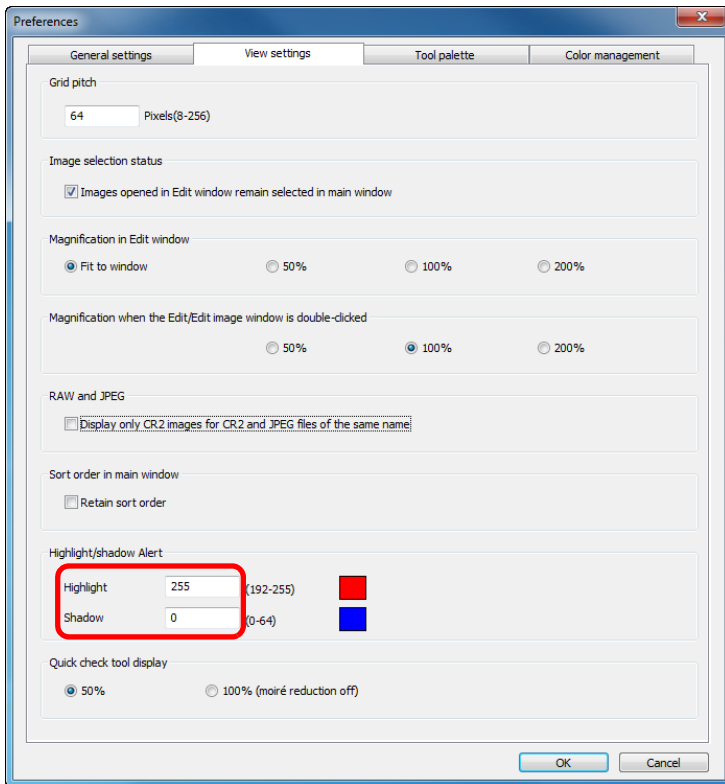 Preferences
General settings View settings Tool palette Color management
Grid pitch
64 Pixels(8-256)
Image selection status
Images opened in Edit window remain selected in main window
Magnification in Edit window
Fit to window 50% 100% 200%
Magnification when the Edit/Edit image window is double-clicked
50% 100% 200%
RAW and JPEG
Display only CR2 images for CR2 and JPEG files of the same name
Sort order in main window
Retain sort order
Highlight/shadow Alert
Highlight 255 (192-255)
Shadow 0 (0-64)
Quick check tool display
50% 100% (moiré reduction off)
OK Cancel